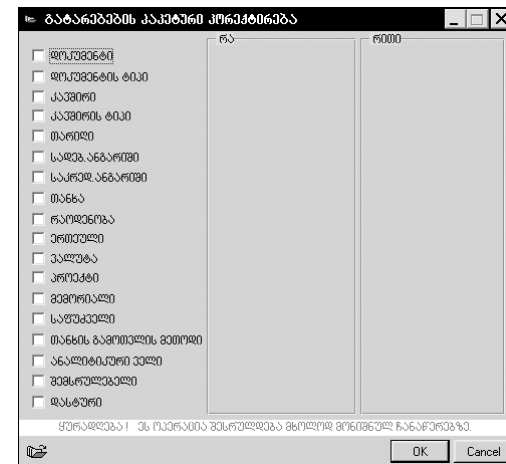 გატარებების პაკეტური კორექტირება
რა
რით
დოკუმენტი
დოკუმენტის ტიპი
კავშირი
კავშირის ტიპი
თარიღი
სადებ.ანგარიში
საკრედ.ანგარიში
თანხა
რაოდენობა
ერთეული
ვალუტა
პროექტი
მემორიალი
საფუძველი
თანხის გამოთვლის მეთოდი
ანალიტიკური ველი
შემსრულებელი
დასტური
ყურადღება! ეს ოპერაცია შესრულდება მხოლოდ მონიშნულ ჩანაწერებზე.
OK
Cancel